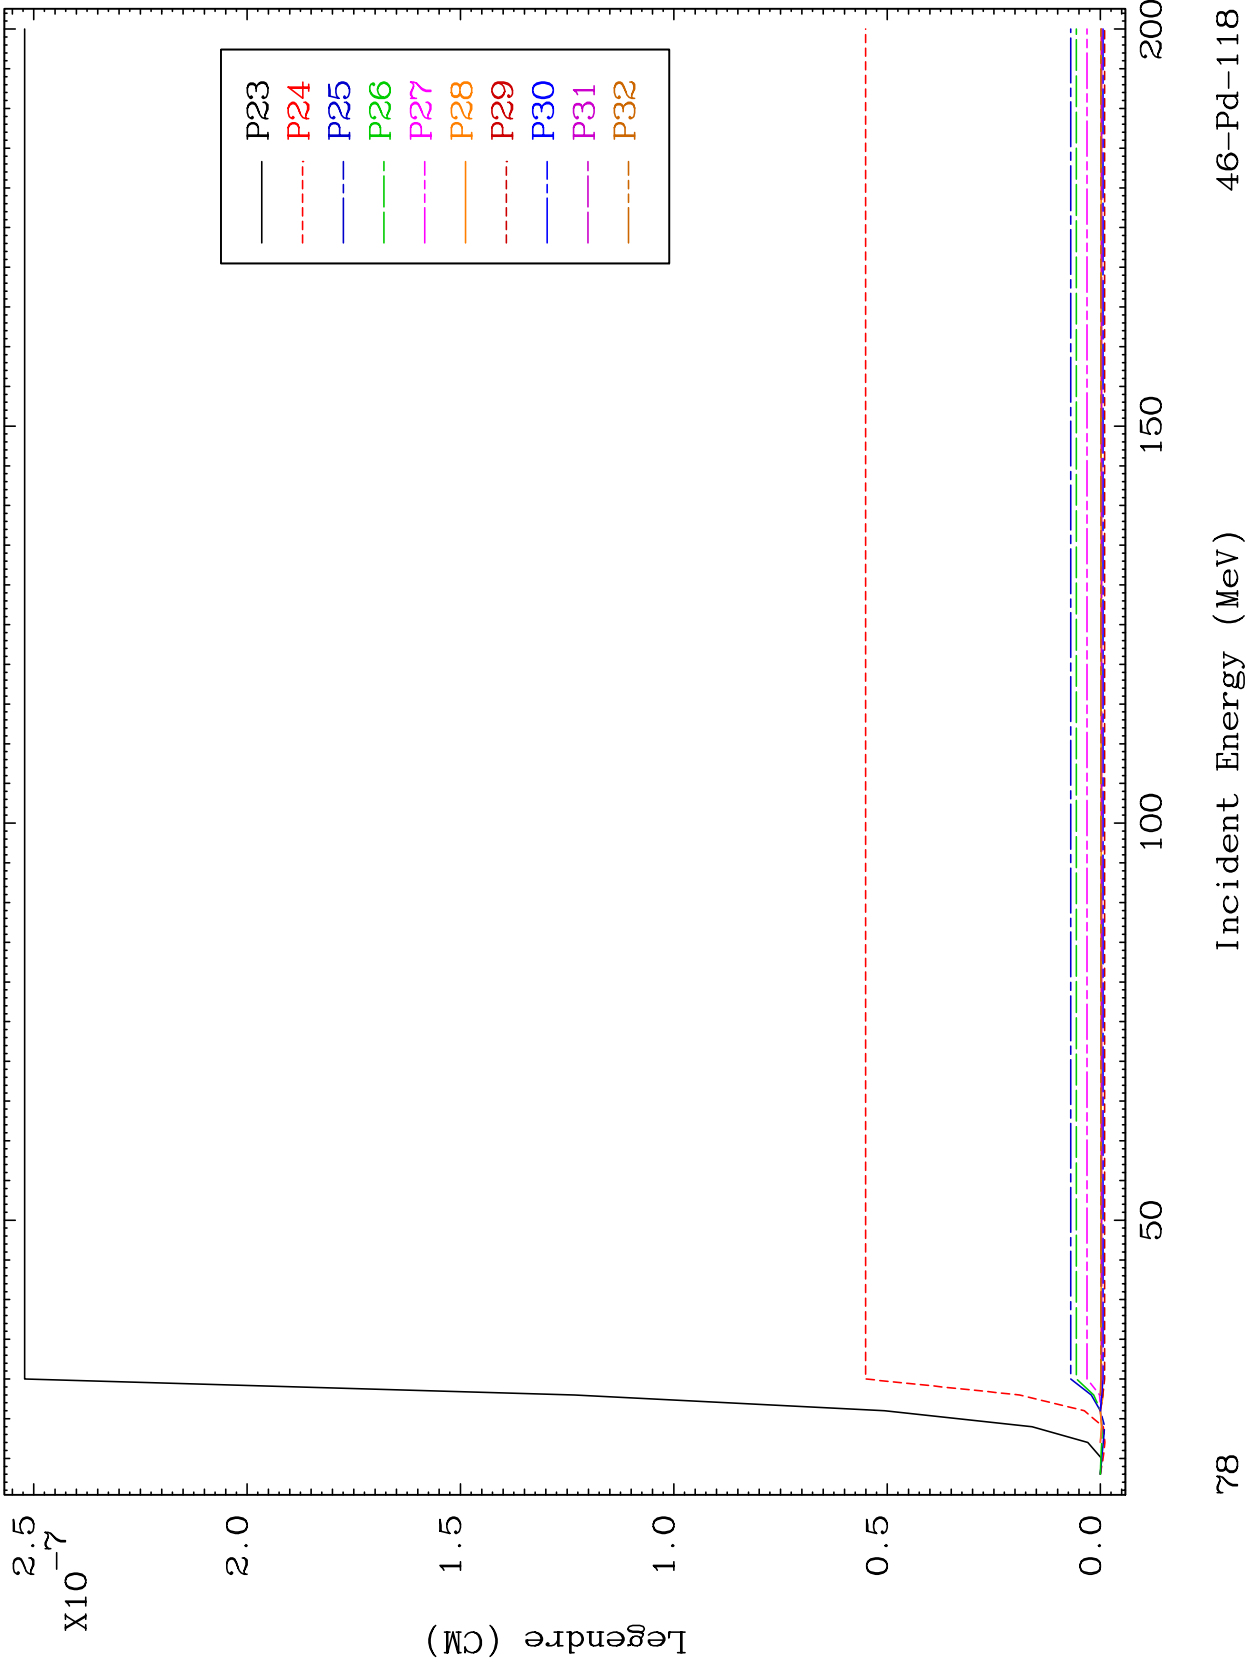 2.5
X10⁻⁷
2.0
1.5
1.0
0.5
0.0
Legendre (CM)
P23
P24
P25
P26
P27
P28
P29
P30
P31
P32
50
100
150
200
Incident Energy (MeV)
78
46-Pd-118